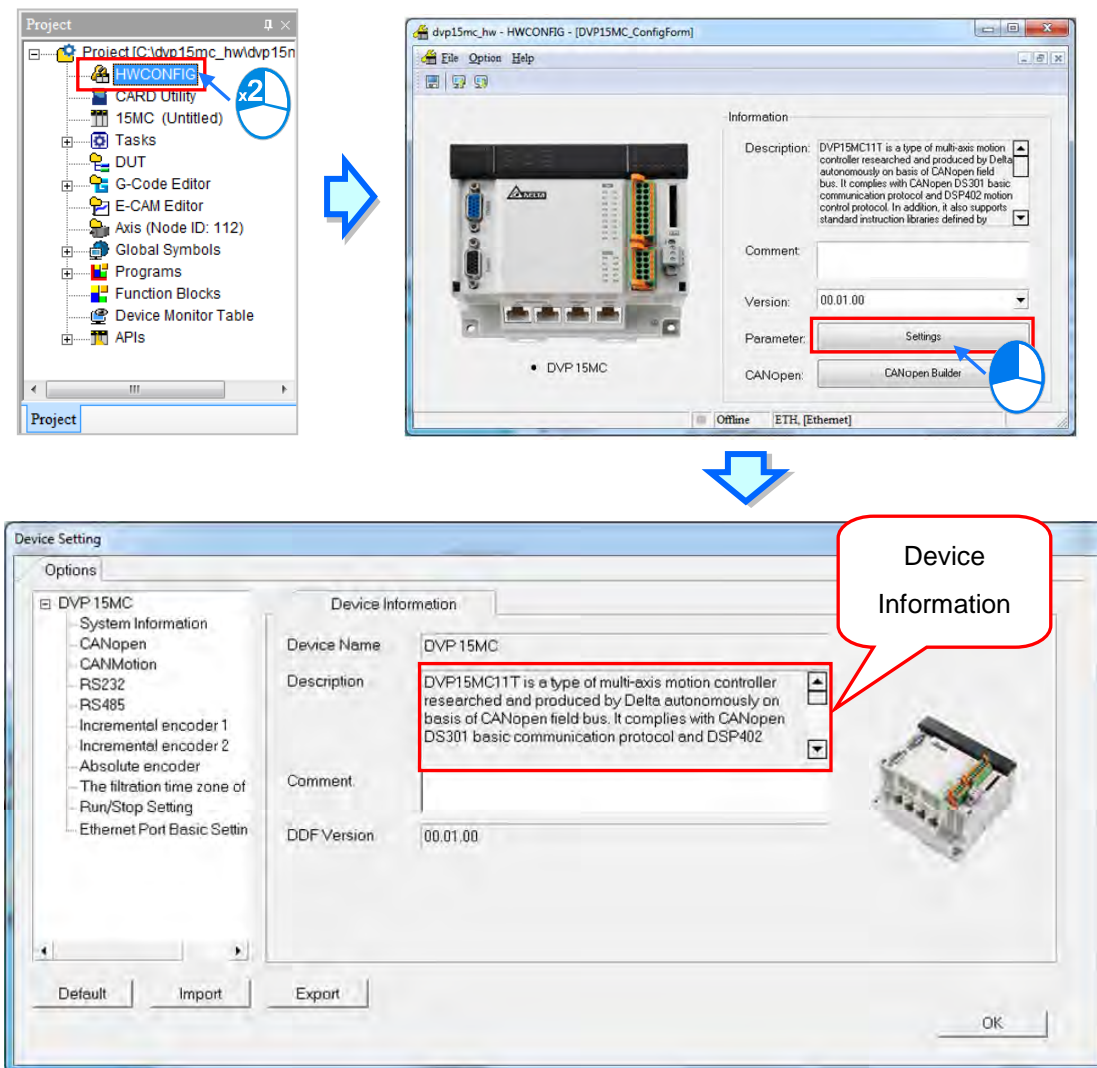 Project
Project [C:\dvp15mc_hw\dvp15n
HWCONFIG
CARD Utility
x2
15MC (Untitled)
Tasks
DUT
G-Code Editor
E-CAM Editor
Axis (Node ID: 112)
Global Symbols
Programs
Function Blocks
Device Monitor Table
APIs
Project
dvp15mc_hw - HWCONFIG - [DVP15MC_ConfigForm]
File Option Help
Information
Description:
DVP15MC11T is a type of multi-axis motion
controller researched and produced by Delta
autonomously on basis of CANopen field
bus. It complies with CANopen DS301 basic
communication protocol and DSP402 motion
control protocol. In addition, it also supports
standard instruction libraries defined by
DELTA
Comment:
Version: 00.01.00
Parameter: Settings
DVP 15MC
CANopen: CANopen Builder
Offline ETH, [Ethernet]
Device Setting
Options
Device
Information
DVP 15MC
System Information
CANopen
CANMotion
RS232
RS485
Incremental encoder 1
Incremental encoder 2
Absolute encoder
The filtration time zone of
Run/Stop Setting
Ethernet Port Basic Settin
Device Information
Device Name DVP 15MC
Description
DVP15MC11T is a type of multi-axis motion controller
researched and produced by Delta autonomously on
basis of CANopen field bus. It complies with CANopen
DS301 basic communication protocol and DSP402
Comment
DDF Version 00.01.00
Default Import Export
OK